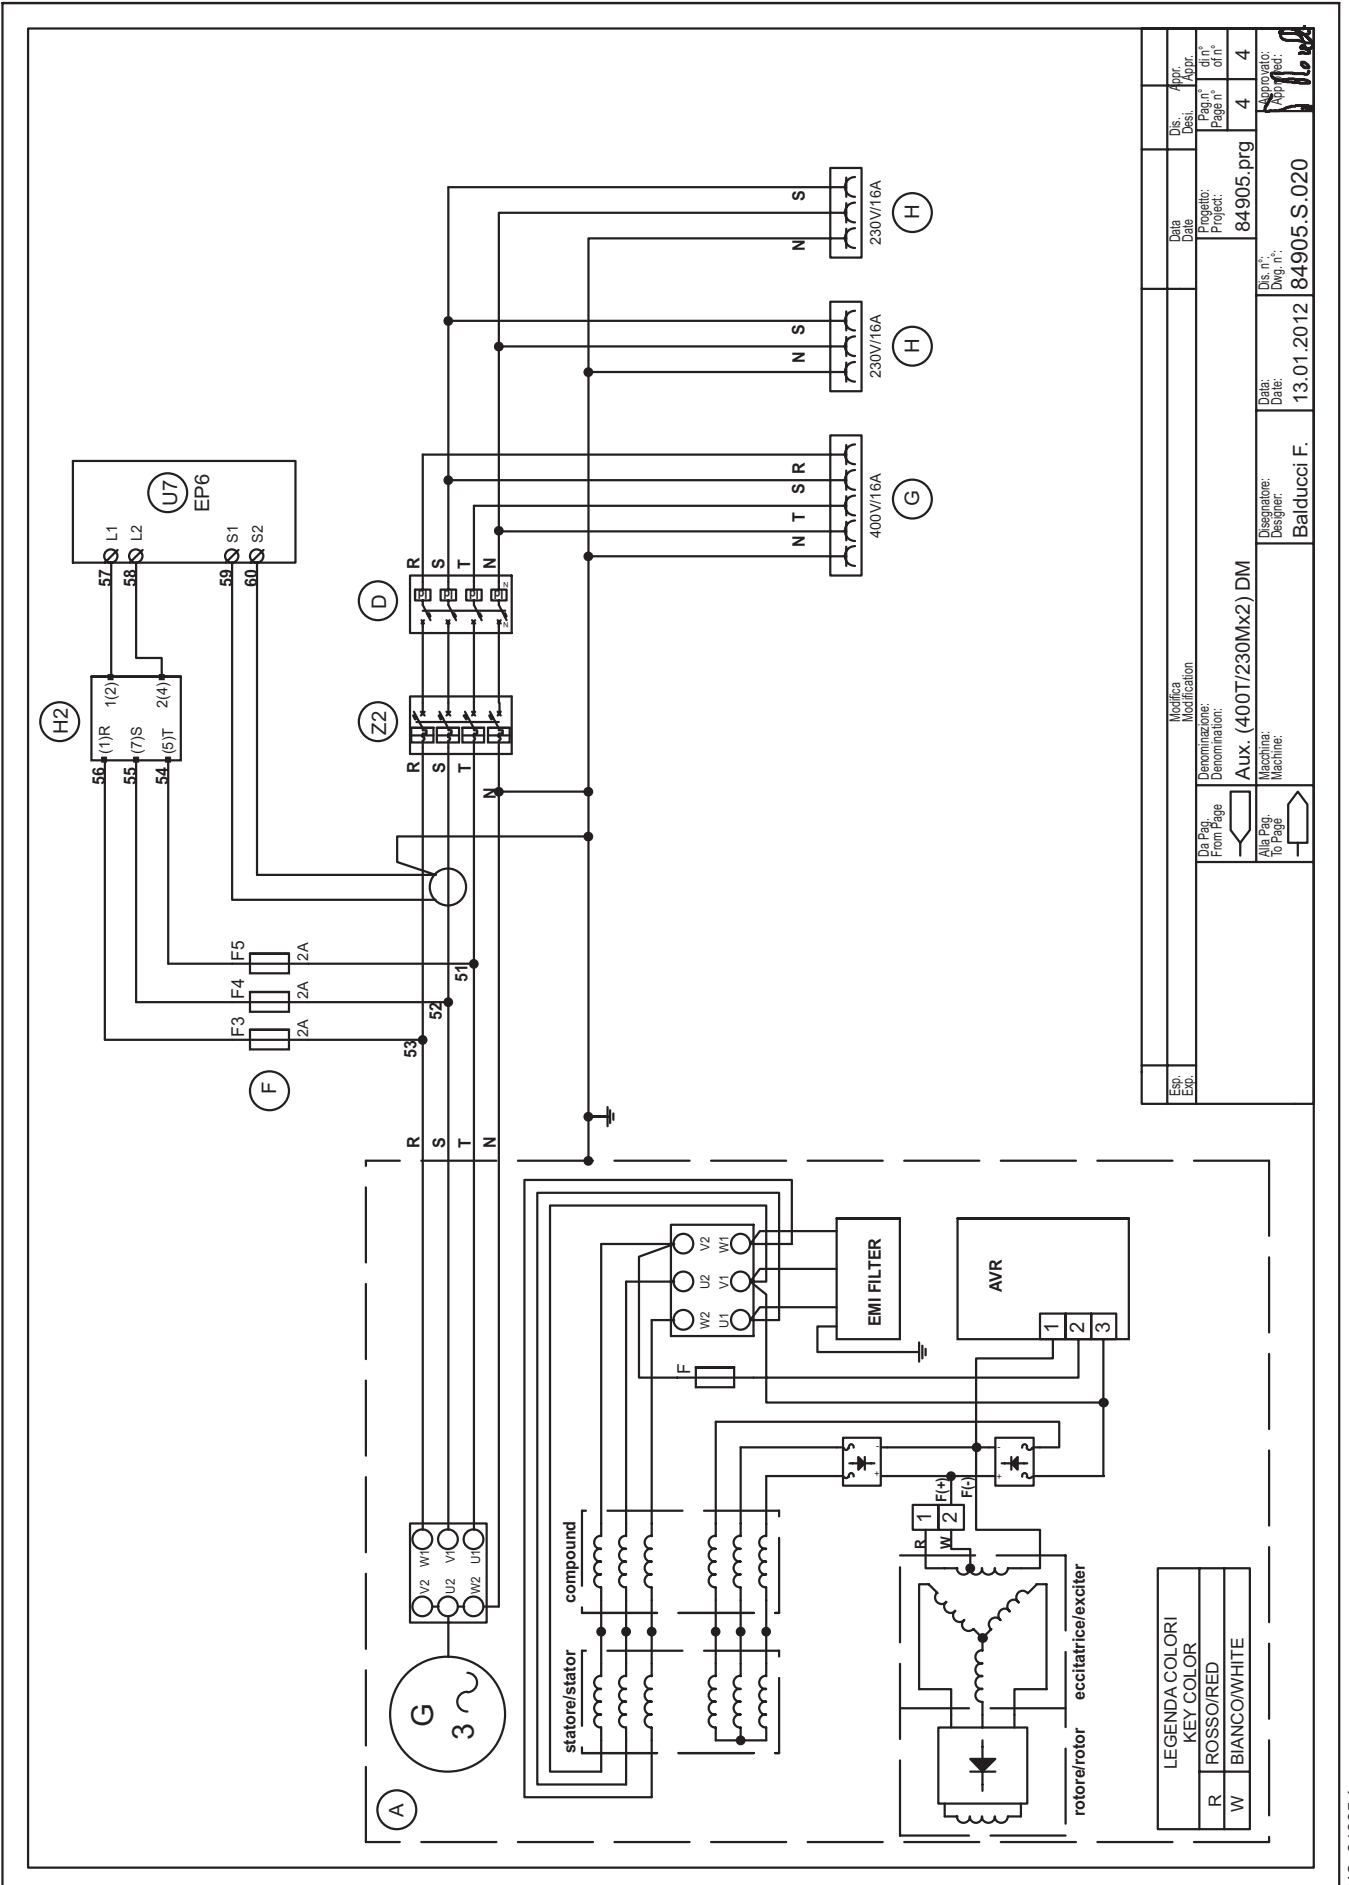 A
G
3
V2 W1
U2 V1
W2 U1
R
S
T
N
F
F3 2A
F4 2A
F5 2A
53
52
51
H2
56 (1)R 1(2) 57
55 (7)S 2(4) 58
54 (5)T
59
60
L1
L2
S1
S2
U7
EP6
Z2
R
S
T
N
D
R
S
T
N
N
N
N T S R
400V/16A
G
N S
230V/16A
H
N S
230V/16A
H
statore/stator
compound
W2 U2 V2
U1 V1 W1
F
EMI FILTER
AVR
1
2
3
+ -
+ -
F(+)
F(-)
R 1
W 2
rotore/rotor
eccitatrice/exciter
LEGENDA COLORI
KEY COLOR
R ROSSO/RED
W BIANCO/WHITE
Esp.
Exp.
Modifica
Modification
Data
Date
Dis.
Desi.
Appr.
Appr.
Da Pag.
From Page
Denominazione:
Denomination:
Aux. (400T/230Mx2) DM
Progetto:
Project:
84905.prg
Pag.n°
Page n°
4
di n°
of n°
4
Alla Pag.
To Page
Macchina:
Machine:
Disegnatore:
Designer:
Balducci F.
Data:
Date:
13.01.2012
Dis. n°:
Dwg. n°:
84905.S.020
Approvato:
Approved: